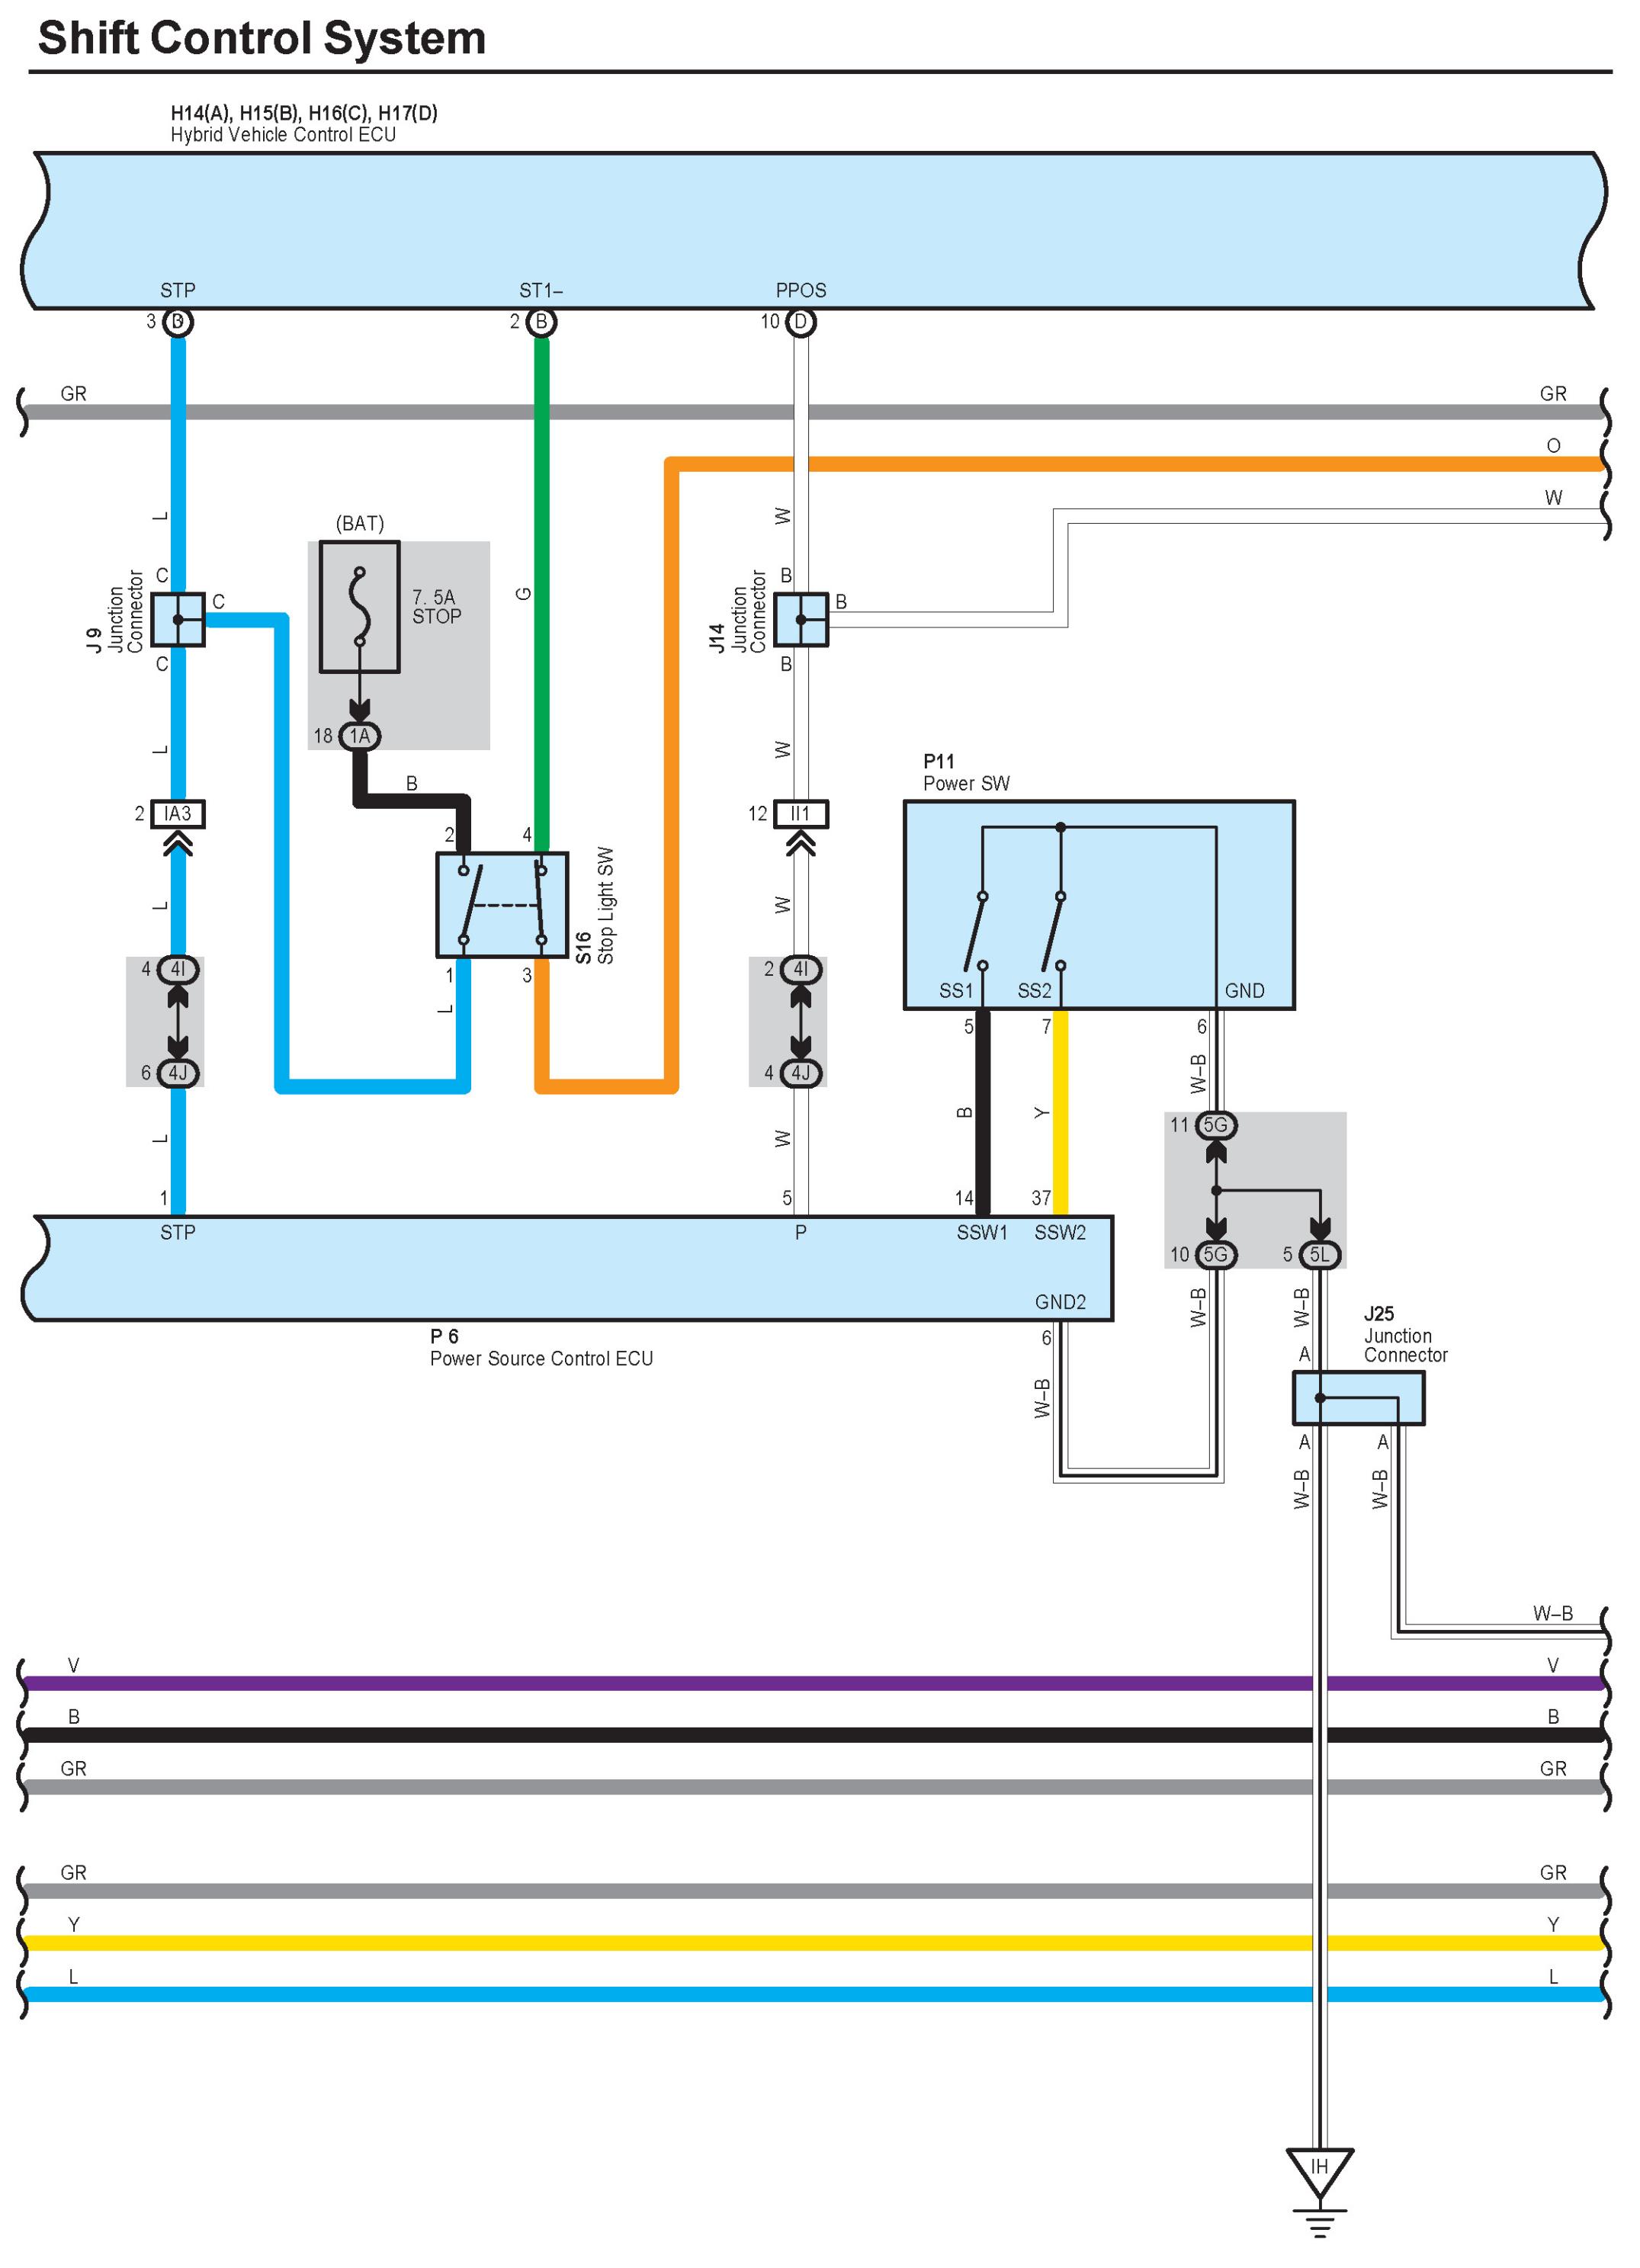 Shift Control System
H14(A), H15(B), H16(C), H17(D)
Hybrid Vehicle Control ECU
STP
ST1–
PPOS
3
2 B
10 D
GR
GR
O
W
L
(BAT)
W
G
7. 5A
STOP
C
C
C
J 9
Junction
Connector
B
B
B
J14
Junction
Connector
18 1A
B
L
W
2 IA3
12 II1
2
4
S16
Stop Light SW
1
3
L
L
W
P11
Power SW
SS1
SS2
GND
5
7
6
4 4I
6 4J
2 4I
4 4J
W–B
B
Y
11 5G
10 5G
5 5L
L
W
1
5
14
37
STP
P
SSW1
SSW2
GND2
P 6
Power Source Control ECU
6
W–B
W–B
W–B
J25
Junction
Connector
A
A
A
W–B
W–B
W–B
V
V
B
B
GR
GR
GR
GR
Y
Y
L
L
IH